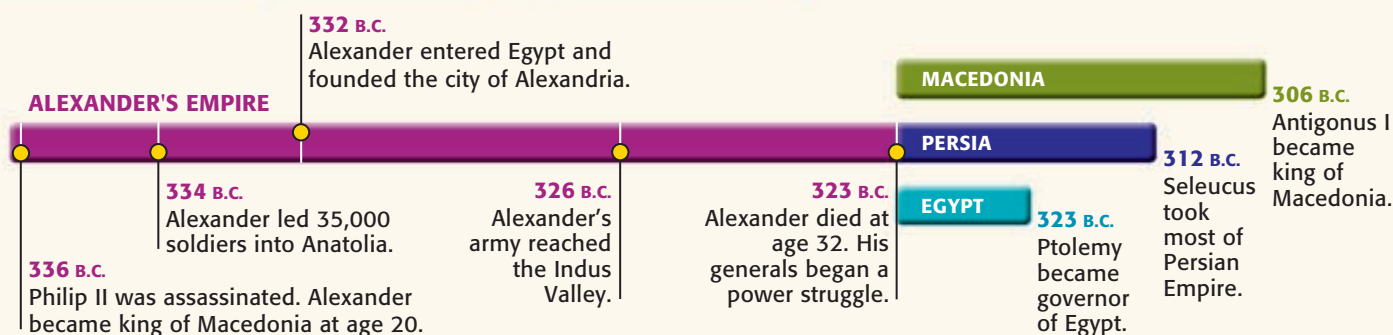 332 B.C.
Alexander entered Egypt and
founded the city of Alexandria.
ALEXANDER'S EMPIRE
336 B.C.
Philip II was assassinated. Alexander
became king of Macedonia at age 20.
334 B.C.
Alexander led 35,000
soldiers into Anatolia.
326 B.C.
Alexander's
army reached
the Indus
Valley.
323 B.C.
Alexander died at
age 32. His
generals began a
power struggle.
MACEDONIA
306 B.C.
Antigonus I
became
king of
Macedonia.
PERSIA
312 B.C.
Seleucus
took
most of
Persian
Empire.
EGYPT
323 B.C.
Ptolemy
became
governor
of Egypt.